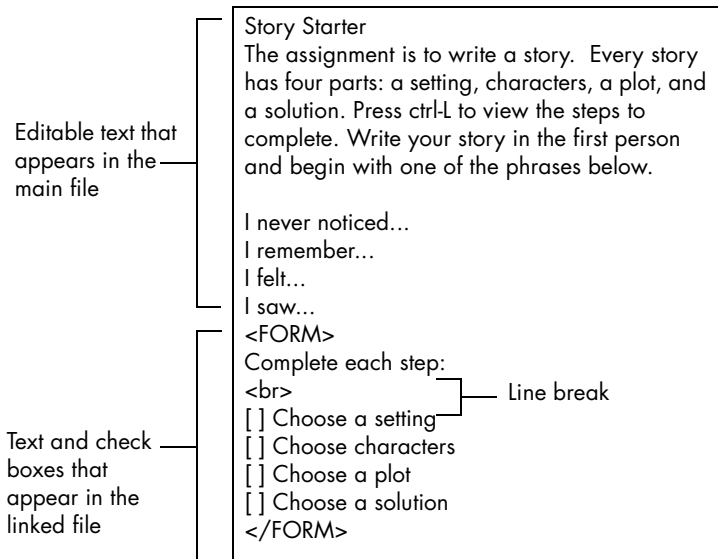 Story Starter
The assignment is to write a story.  Every story
has four parts: a setting, characters, a plot, and
a solution. Press ctrl-L to view the steps to
complete. Write your story in the first person
and begin with one of the phrases below.
I never noticed...
I remember...
I felt...
I saw...
<FORM>
Complete each step:
<br>
[ ] Choose a setting
[ ] Choose characters
[ ] Choose a plot
[ ] Choose a solution
</FORM>
Editable text that
appears in the
main file
Line break
Text and check
boxes that
appear in the
linked file